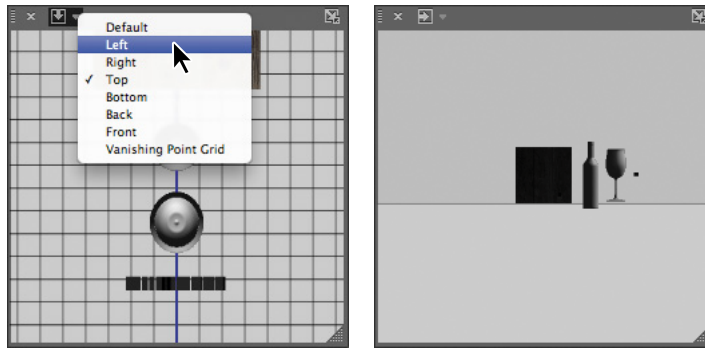 Default
Left
Right
✓ Top
Bottom
Back
Front
Vanishing Point Grid